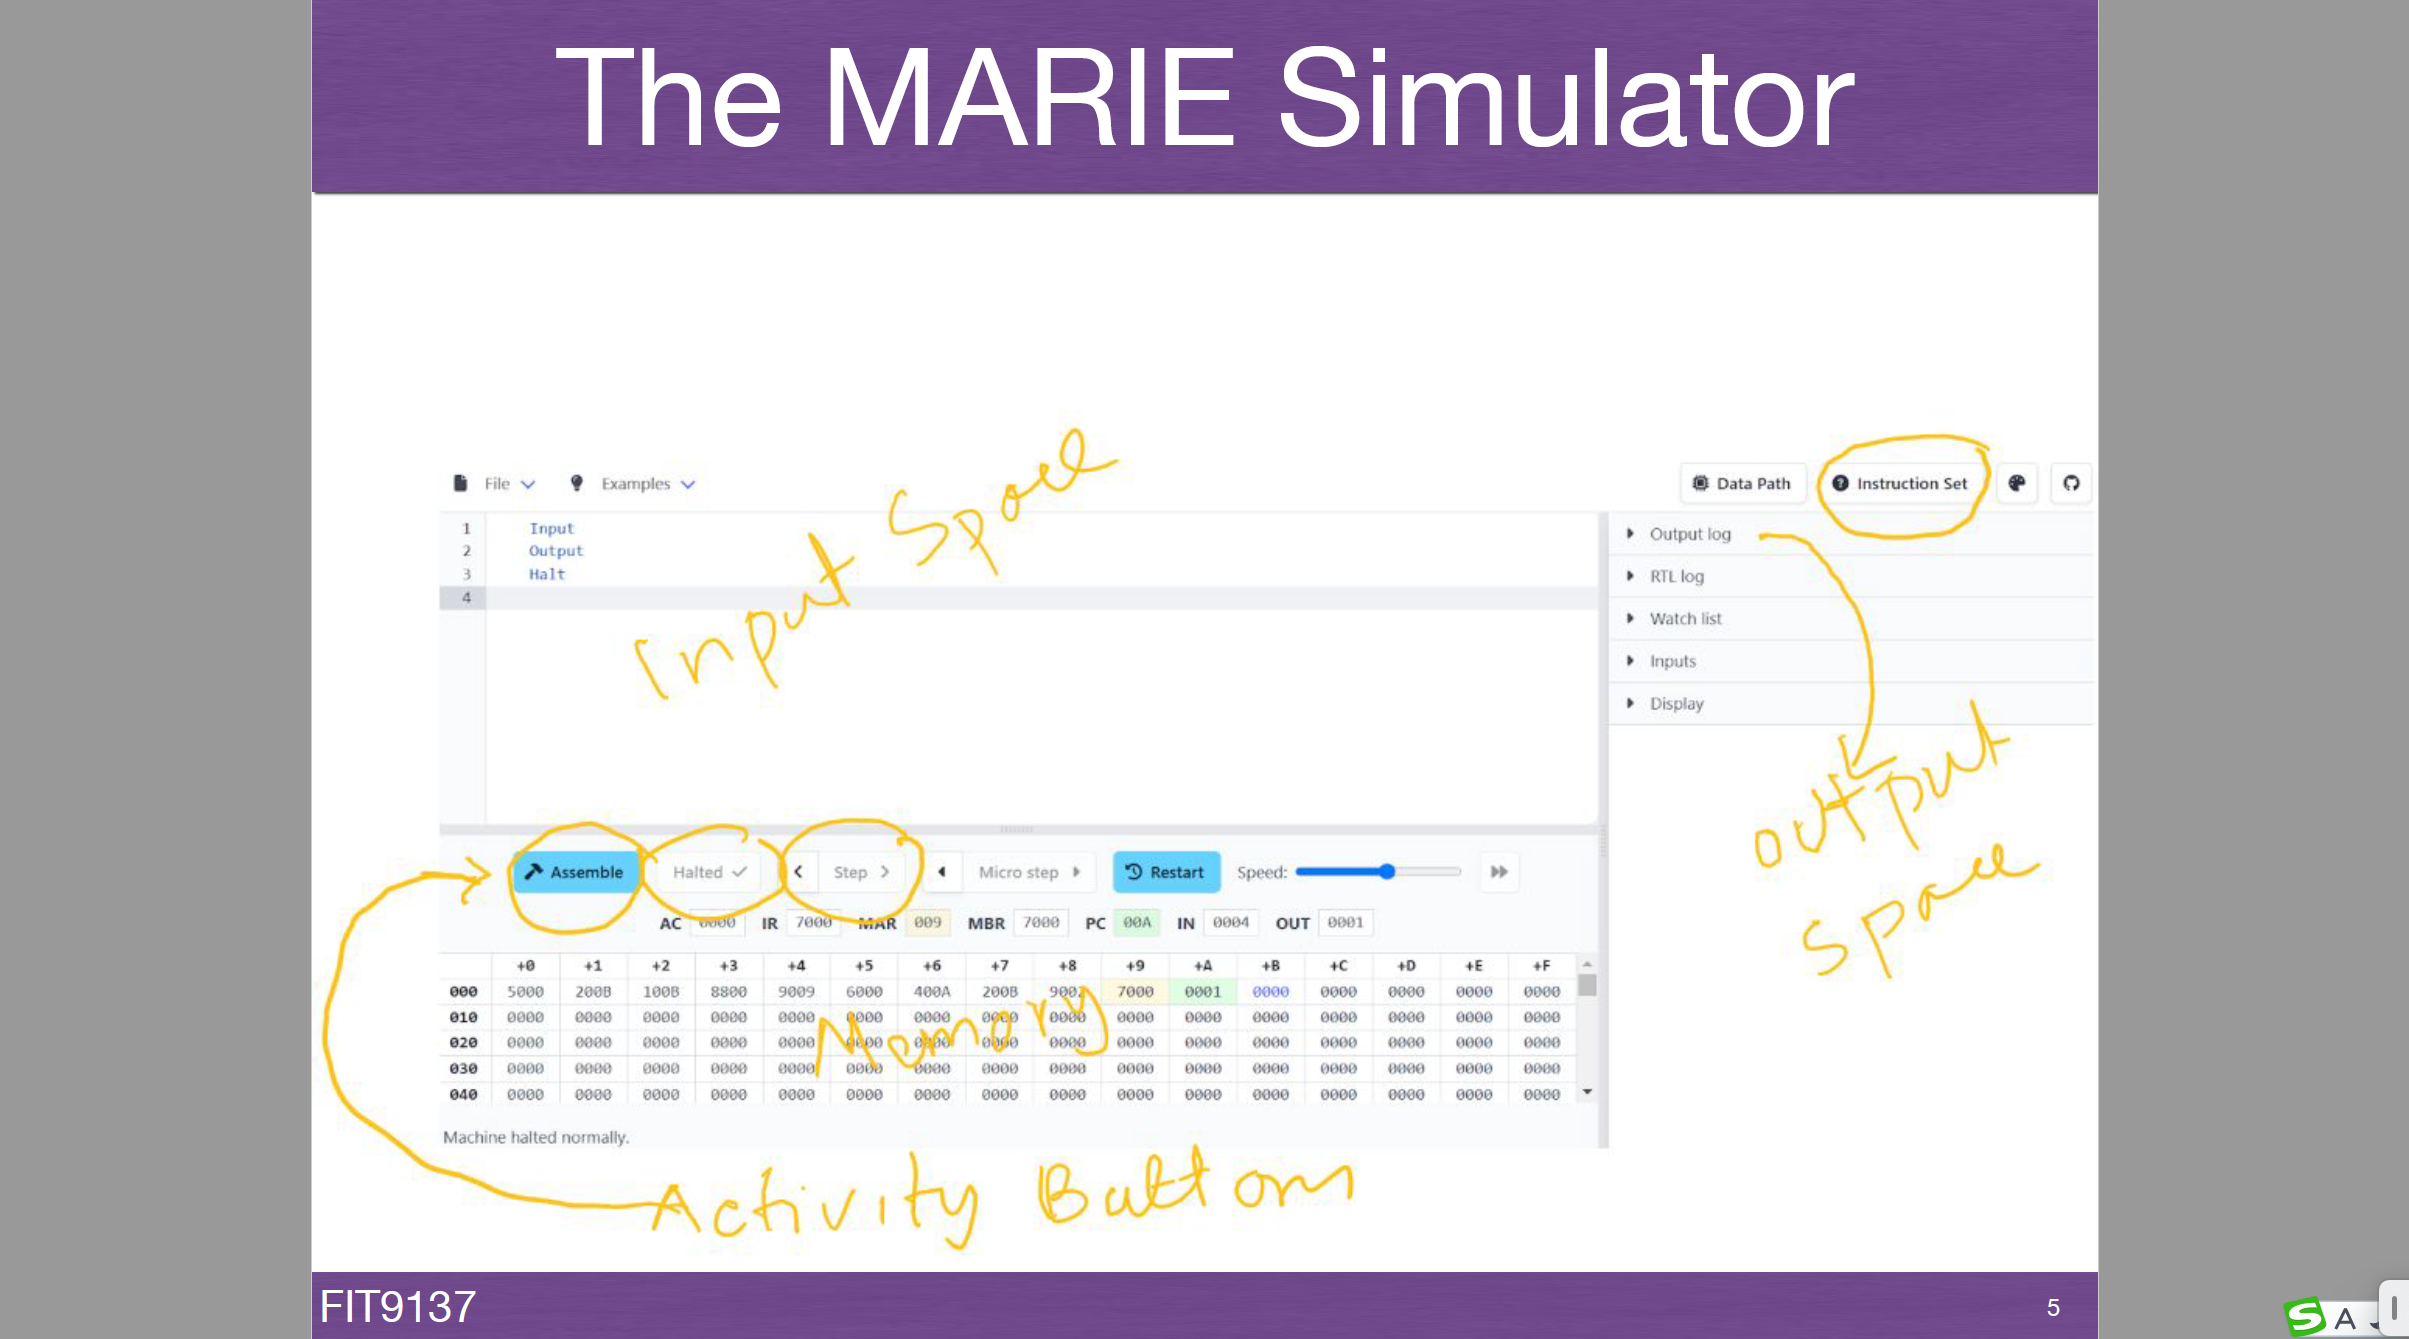 The MARIE Simulator
Input Space
File Examples Data Path Instruction Set
1 Input
2 Output
3 Halt
4
Output log
RTL log
Watch list
Inputs
Display
output
space
Assemble Halted Step Micro step Restart Speed:
AC 0000 IR 7000 MAR 009 MBR 7000 PC 00A IN 0004 OUT 0001
+0 +1 +2 +3 +4 +5 +6 +7 +8 +9 +A +B +C +D +E +F
000 5000 200B 100B 8800 9009 6000 400A 200B 9002 7000 0001 0000 0000 0000 0000 0000
010 0000 0000 0000 0000 0000 0000 0000 0000 0000 0000 0000 0000 0000 0000 0000 0000
020 0000 0000 0000 0000 0000 0000 0000 0000 0000 0000 0000 0000 0000 0000 0000 0000
030 0000 0000 0000 0000 0000 0000 0000 0000 0000 0000 0000 0000 0000 0000 0000 0000
040 0000 0000 0000 0000 0000 0000 0000 0000 0000 0000 0000 0000 0000 0000 0000 0000
Memory
Machine halted normally.
Activity Buttom
FIT9137
5
S A